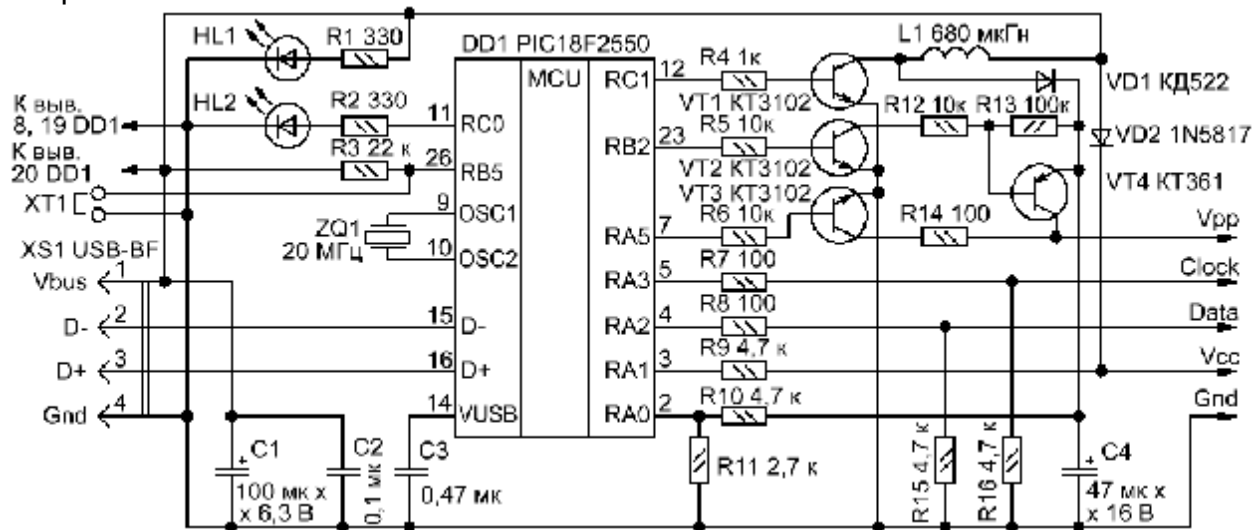 HL1
R1 330
DD1 PIC18F2550
L1 680 мкГн
MCU
R4 1к
RC1
12
VD1 КД522
HL2
R2 330
VT1 КТ3102
R12 10к
R13 100к
К выв.
8, 19 DD1
11
RC0
R5 10к
23
RB2
VD2 1N5817
R3 22 к
К выв.
20 DD1
26
RB5
VT2 КТ3102
VT4 КТ361
XT1
VT3 КТ3102
9
OSC1
R6 10к
R14 100
ZQ1
20 МГц
7
RA5
Vpp
XS1 USB-BF
10
OSC2
R7 100
Clock
Vbus
1
RA3
5
R8 100
Data
D-
2
15
D-
RA2
4
R9 4,7 к
Vcc
D+
3
16
D+
RA1
3
R10 4,7 к
Gnd
Gnd
4
14
VUSB
RA0
2
C1
C2
C3
R11 2,7 к
R15 4,7 к
R16 4,7 к
C4
+
100 мк х
х 6,3 В
0,1 мк
0,47 мк
+
47 мк х
х 16 В